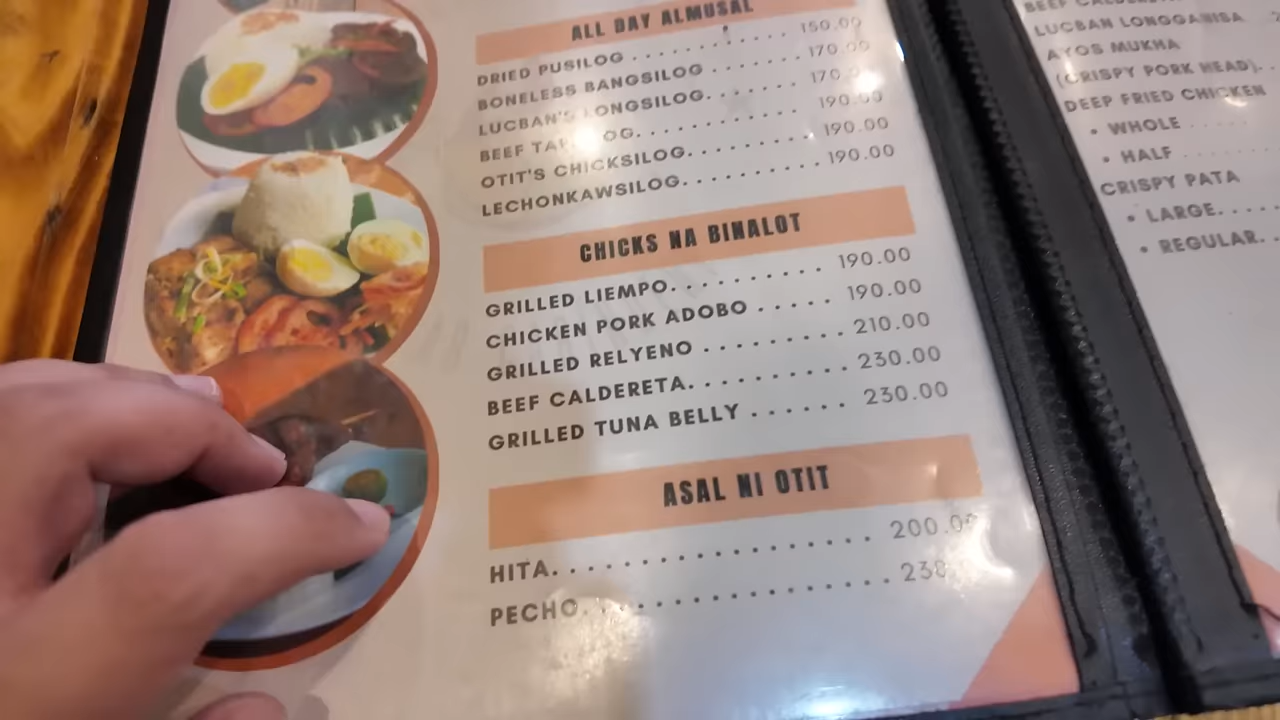 ALL DAY ALMUSAL
DRIED PUSILOG . . . . . . . . . . . . 150.00
BONELESS BANGSILOG . . . . . . . 170.00
LUCBAN'S LONGSILOG. . . . . . . 170.00
BEEF . . . . . . . . . . 190.00
OTIT'S CHICKSILOG. . . . . . . . . 190.00
LECHONKAWSILOG. . . . . . . . . . 190.00
CHICKS NA BINALOT
GRILLED LIEMPO. . . . . . . . . . 190.00
CHICKEN PORK ADOBO . . . . . 190.00
GRILLED RELYENO . . . . . . . . . 210.00
BEEF CALDERETA. . . . . . . . . . . 230.00
GRILLED TUNA BELLY . . . . . . 230.00
ASAL NI OTIT
HITA. . . . . . . . . . . . . . . . . . . 200.00
PECHO. . . . . . . . . . . . . . . . . . 230
BEEF
LUCBAN LONGGANISA
AYOS MUKHA
(CRISPY PORK HEAD). .
DEEP FRIED CHICKEN
• WHOLE . . . . . .
• HALF . . . . . . . .
CRISPY PATA
• LARGE. . . . .
• REGULAR. .